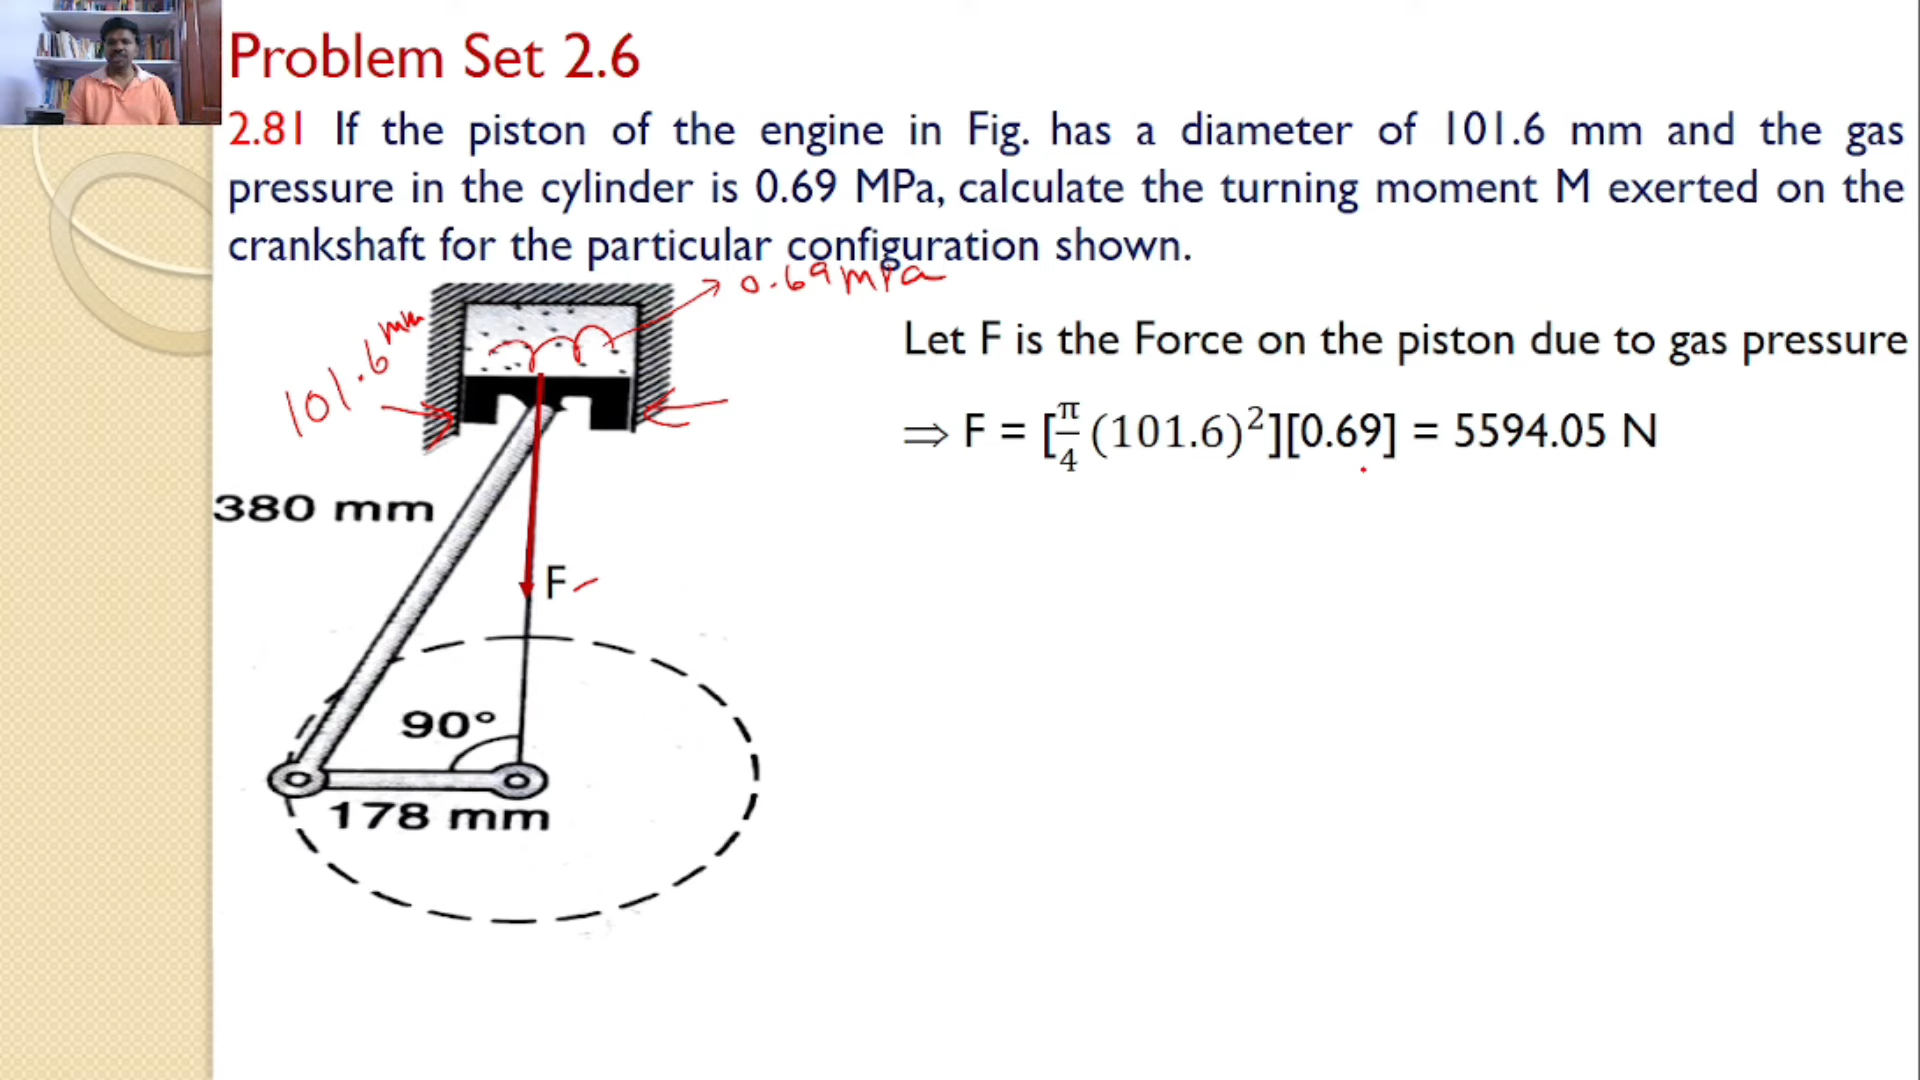 Problem Set 2.6
2.81 If the piston of the engine in Fig. has a diameter of 101.6 mm and the gas
pressure in the cylinder is 0.69 MPa, calculate the turning moment M exerted on the
crankshaft for the particular configuration shown.
0.69 mPa
101.6 mm
Let F is the Force on the piston due to gas pressure
⇒ F = [π/4 (101.6)²][0.69] = 5594.05 N
380 mm
F
90°
178 mm